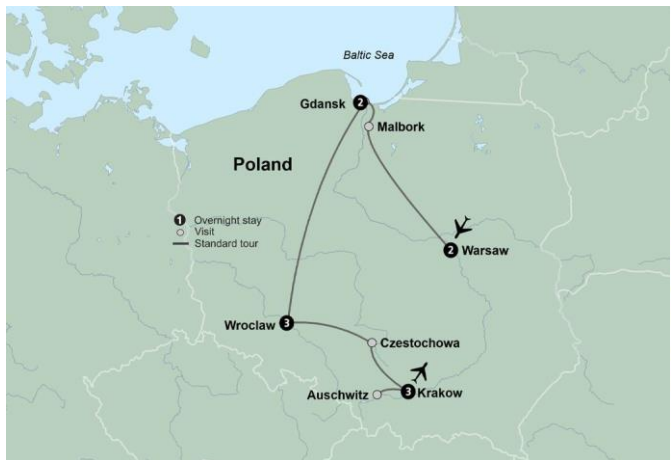 Baltic Sea
Gdansk 2
Malbork
Poland
1 Overnight stay
Visit
Standard tour
2 Warsaw
Wroclaw 3
Czestochowa
Auschwitz
3 Krakow